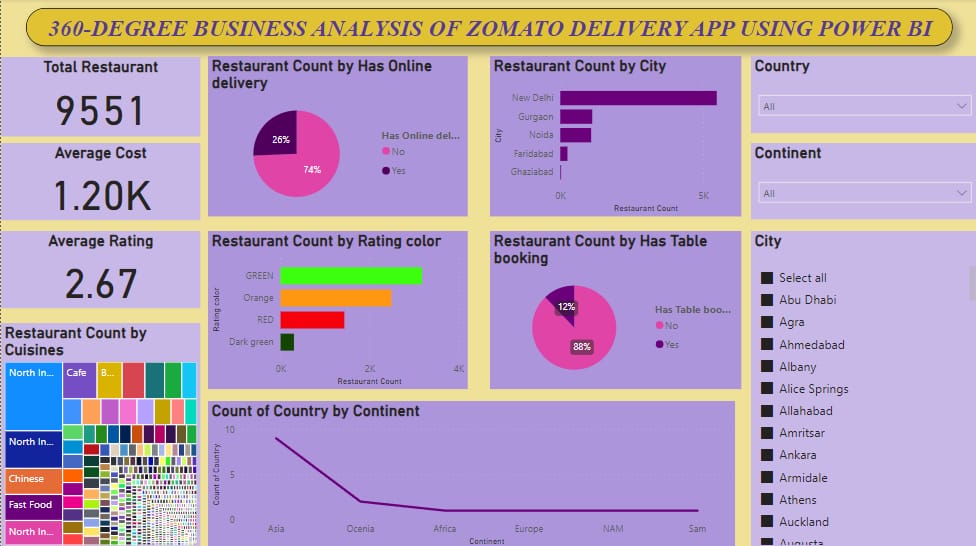 360-DEGREE BUSINESS ANALYSIS OF ZOMATO DELIVERY APP USING POWER BI
Total Restaurant
9551
Average Cost
1.20K
Average Rating
2.67
Restaurant Count by
Cuisines
North In...
Cafe
B...
North In...
Chinese
Fast Food
North In...
Restaurant Count by Has Online
delivery
26%
74%
Has Online del...
No
Yes
Restaurant Count by City
City
New Delhi
Gurgaon
Noida
Faridabad
Ghaziabad
0K
5K
Restaurant Count
Restaurant Count by Rating color
Rating color
GREEN
Orange
RED
Dark green
0K
2K
4K
Restaurant Count
Restaurant Count by Has Table
booking
12%
88%
Has Table boo...
No
Yes
Count of Country by Continent
Count of Country
10
5
0
Asia
Ocenia
Africa
Europe
NAM
Sam
Continent
Country
All
Continent
All
City
Select all
Abu Dhabi
Agra
Ahmedabad
Albany
Alice Springs
Allahabad
Amritsar
Ankara
Armidale
Athens
Auckland
Augusta